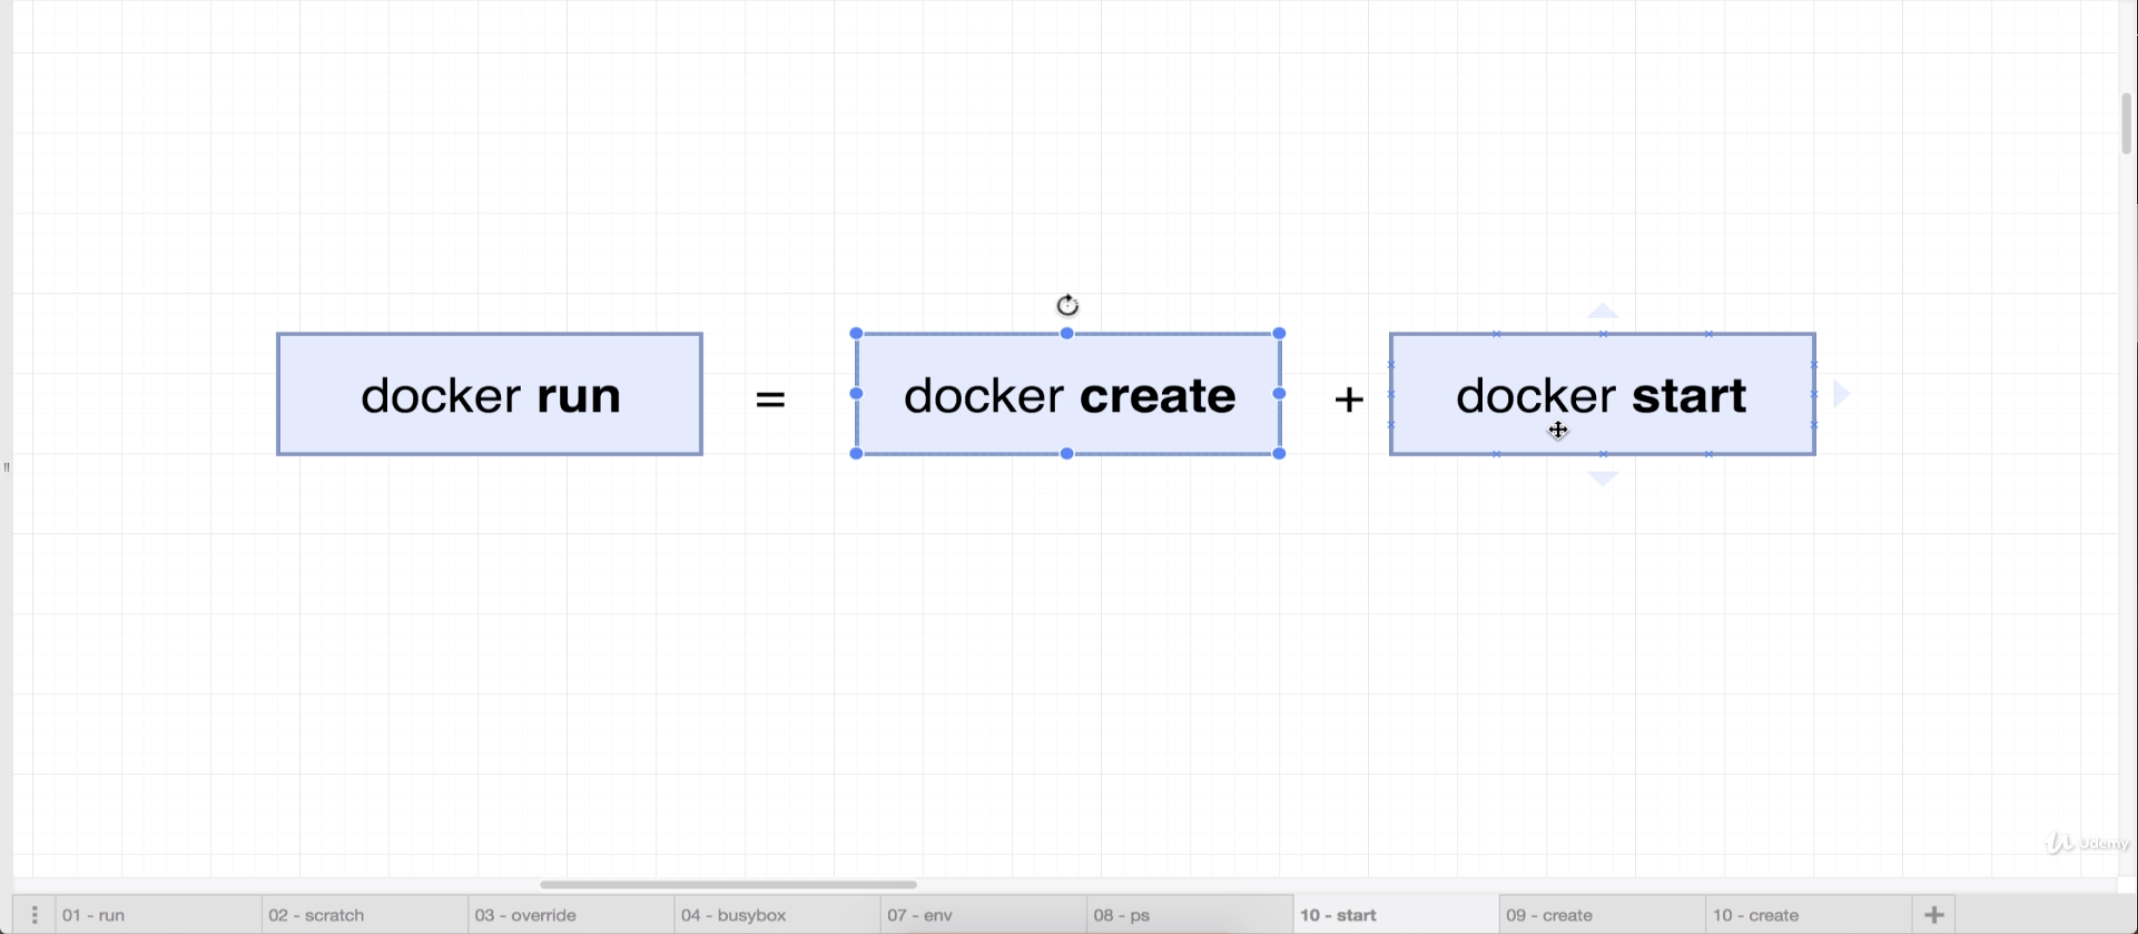 docker run = docker create + docker start
Udemy
01 - run 02 - scratch 03 - override 04 - busybox 07 - env 08 - ps 10 - start 09 - create 10 - create